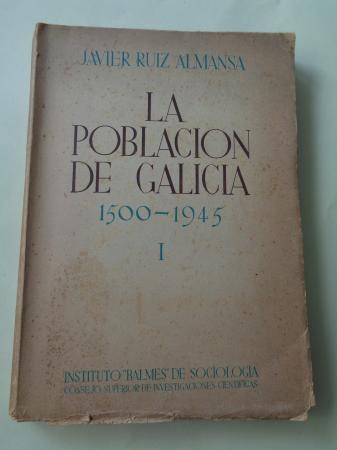 JAVIER RUIZ ALMANSA
LA
POBLACION
DE GALICIA
1500-1945
I
INSTITUTO "BALMES" DE SOCIOLOGIA
CONSEJO SUPERIOR DE INVESTIGACIONES CIENTIFICAS